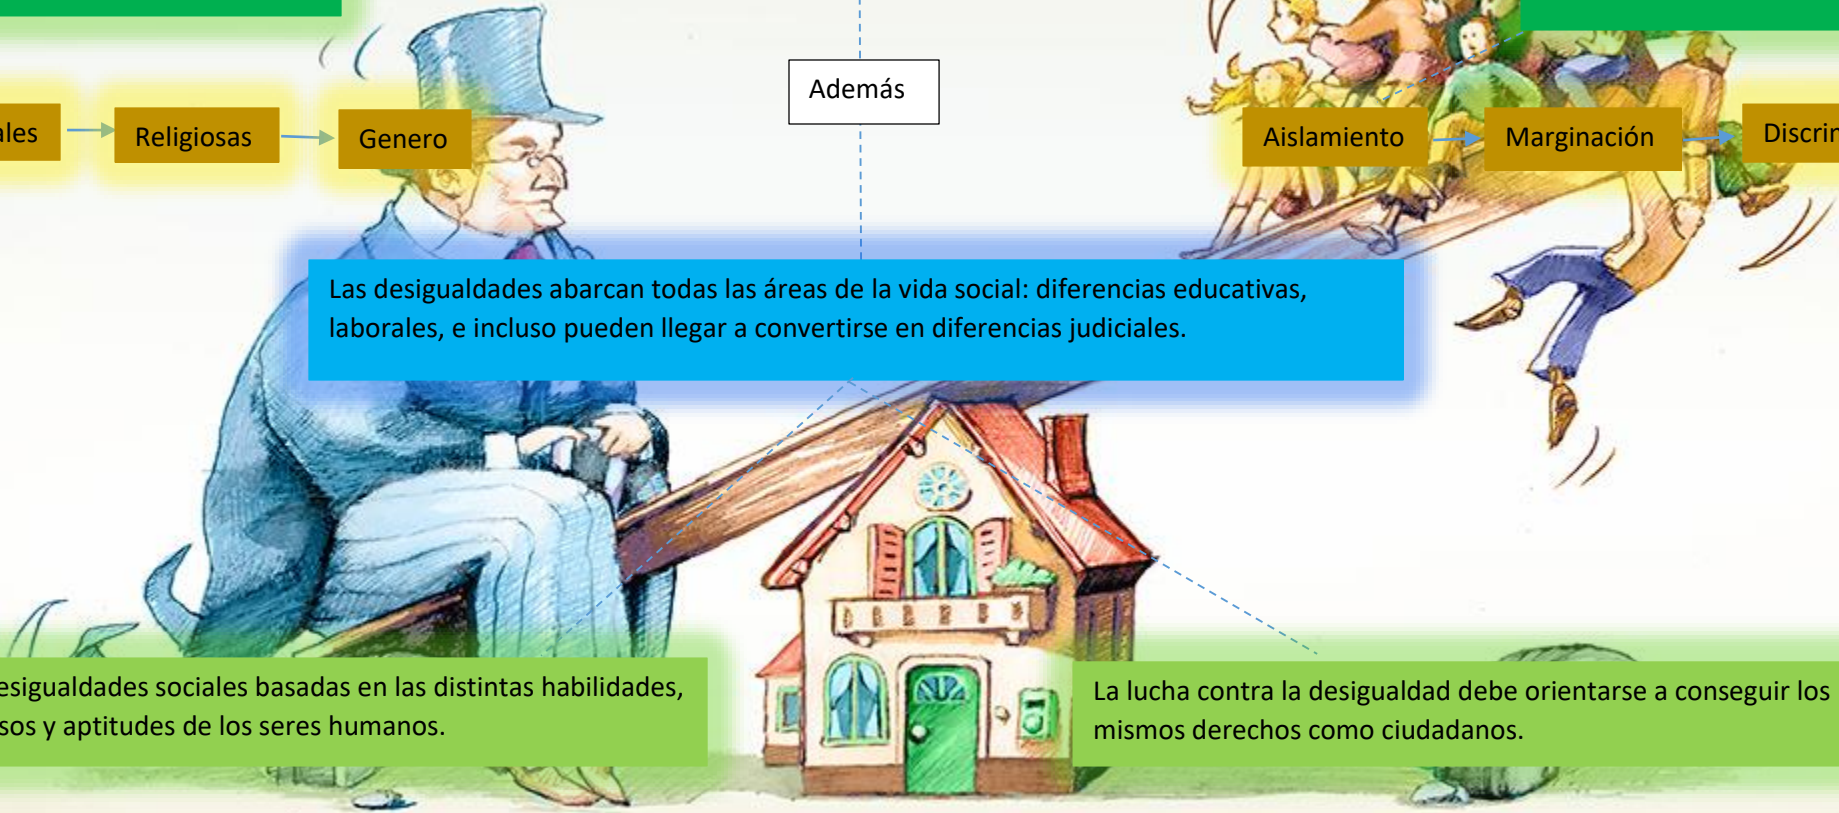 Además
ales
Religiosas
Genero
Aislamiento
Marginación
Discrin
Las desigualdades abarcan todas las áreas de la vida social: diferencias educativas,
laborales, e incluso pueden llegar a convertirse en diferencias judiciales.
esigualdades sociales basadas en las distintas habilidades,
sos y aptitudes de los seres humanos.
La lucha contra la desigualdad debe orientarse a conseguir los
mismos derechos como ciudadanos.